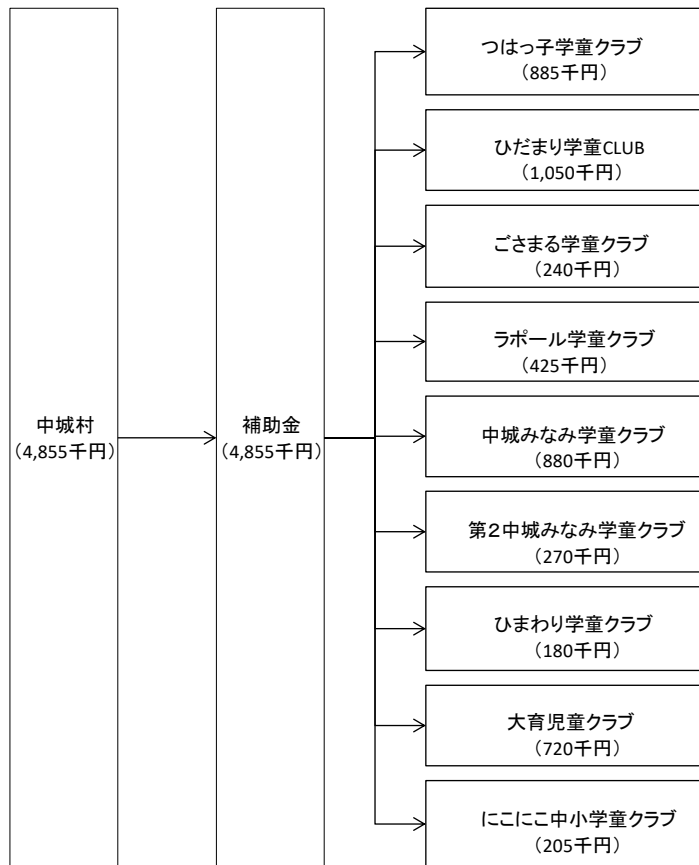 中城村
（4,855千円）
補助金
（4,855千円）
つはっ子学童クラブ
（885千円）
ひだまり学童CLUB
（1,050千円）
ごさまる学童クラブ
（240千円）
ラポール学童クラブ
（425千円）
中城みなみ学童クラブ
（880千円）
第２中城みなみ学童クラブ
（270千円）
ひまわり学童クラブ
（180千円）
大育児童クラブ
（720千円）
にこにこ中小学童クラブ
（205千円）